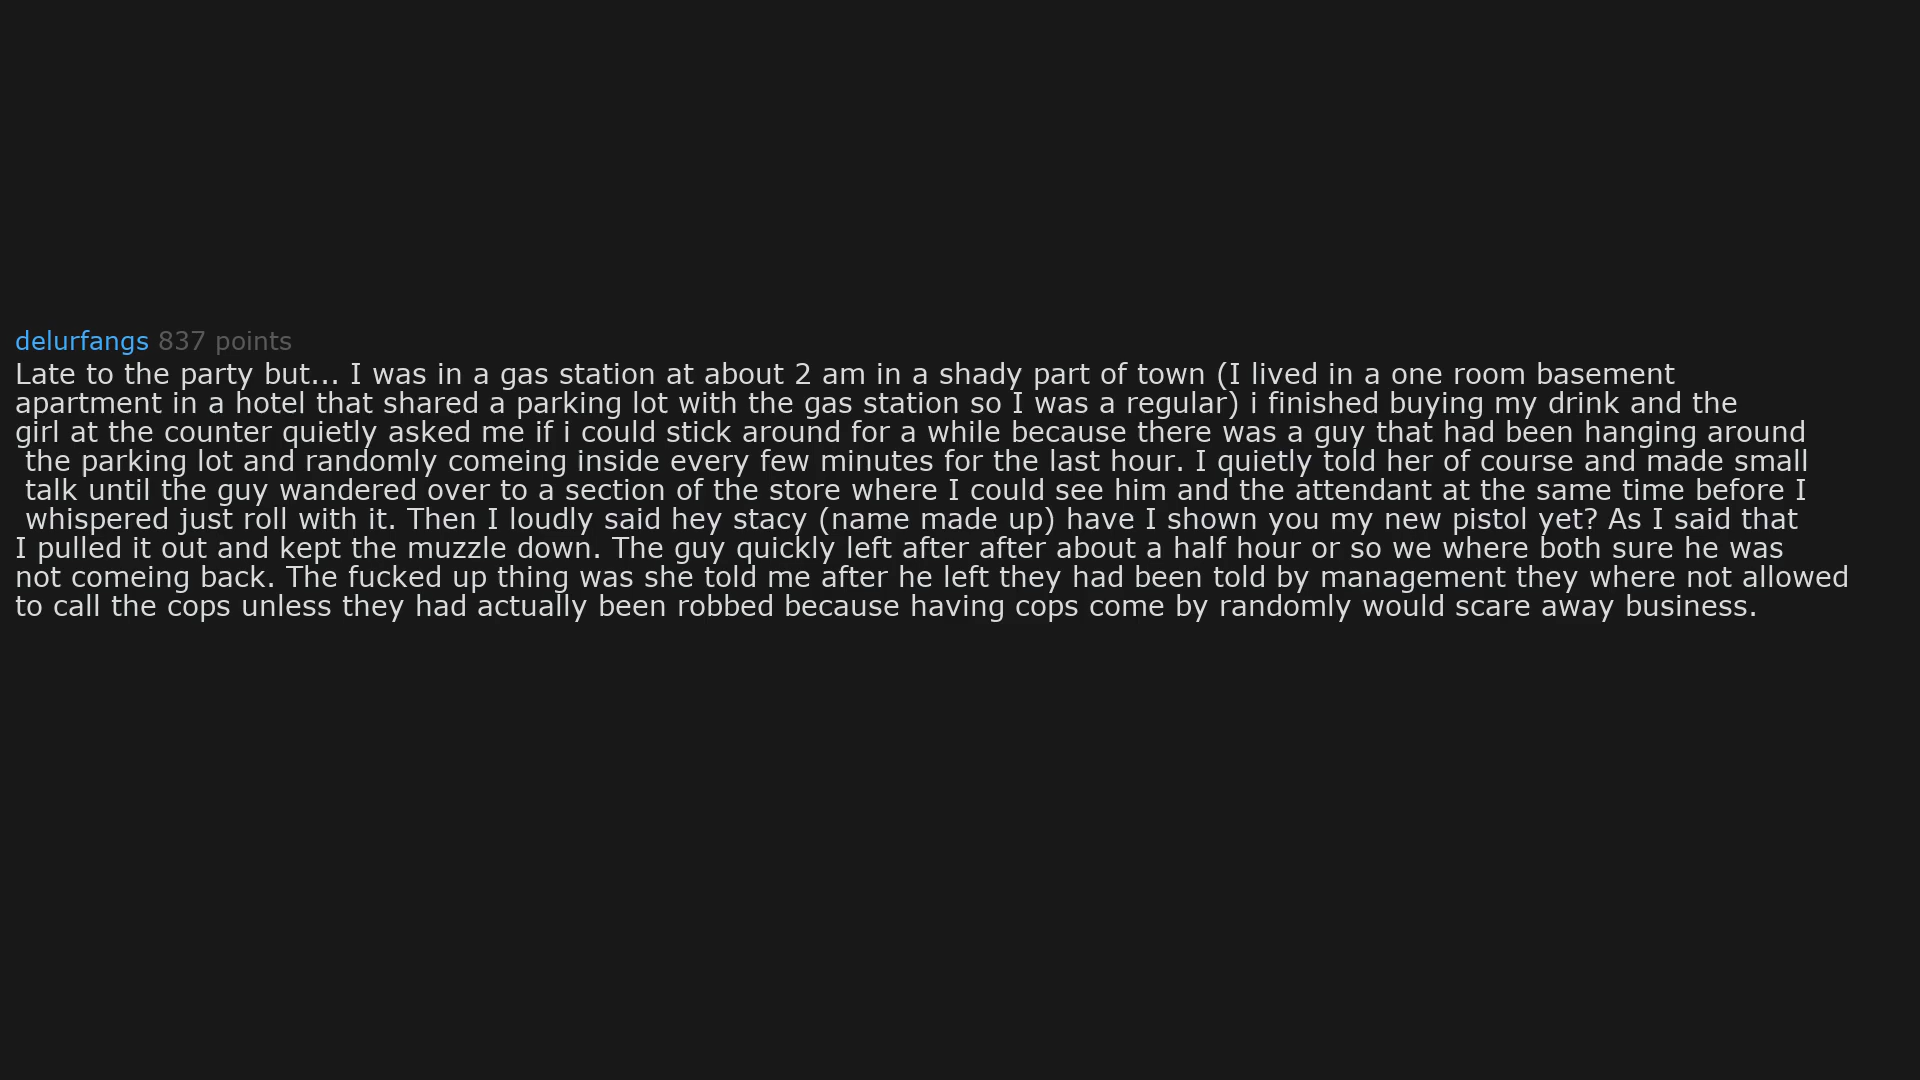 delurfangs 837 points
Late to the party but... I was in a gas station at about 2 am in a shady part of town (I lived in a one room basement
apartment in a hotel that shared a parking lot with the gas station so I was a regular) i finished buying my drink and the
girl at the counter quietly asked me if i could stick around for a while because there was a guy that had been hanging around
the parking lot and randomly comeing inside every few minutes for the last hour. I quietly told her of course and made small
talk until the guy wandered over to a section of the store where I could see him and the attendant at the same time before I
whispered just roll with it. Then I loudly said hey stacy (name made up) have I shown you my new pistol yet? As I said that
I pulled it out and kept the muzzle down. The guy quickly left after after about a half hour or so we where both sure he was
not comeing back. The fucked up thing was she told me after he left they had been told by management they where not allowed
to call the cops unless they had actually been robbed because having cops come by randomly would scare away business.